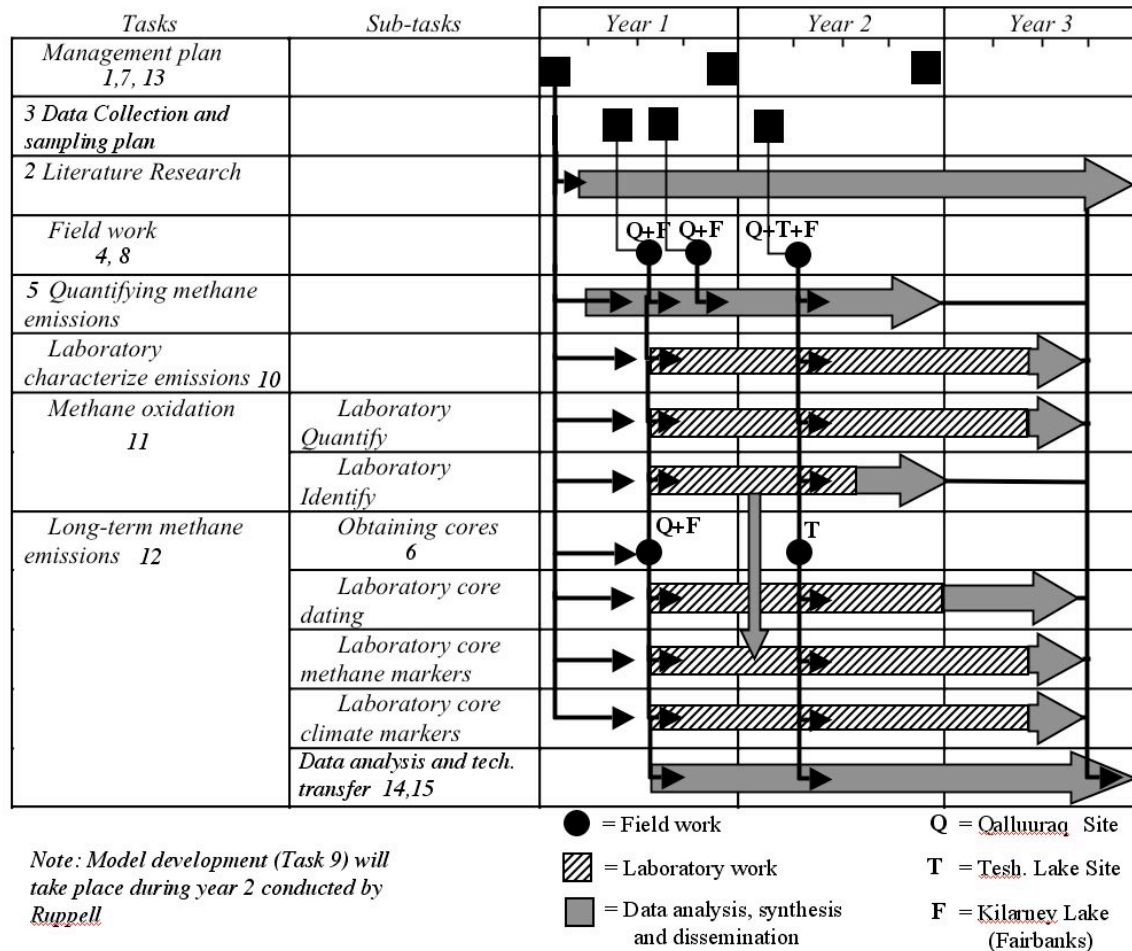 Tasks Sub-tasks Year 1 Year 2 Year 3
Management plan
1,7, 13
3 Data Collection and
sampling plan
2 Literature Research
Field work
4, 8
Q+F Q+F Q+T+F
5 Quantifying methane
emissions
Laboratory
characterize emissions 10
Methane oxidation
11
Laboratory
Quantify
Laboratory
Identify
Long-term methane
emissions 12
Obtaining cores
6
Q+F T
Laboratory core
dating
Laboratory core
methane markers
Laboratory core
climate markers
Data analysis and tech.
transfer 14,15
Note: Model development (Task 9) will
take place during year 2 conducted by
Ruppell
= Field work
= Laboratory work
= Data analysis, synthesis
and dissemination
Q = Qalluuraq Site
T = Tesh. Lake Site
F = Kilarney Lake
(Fairbanks)